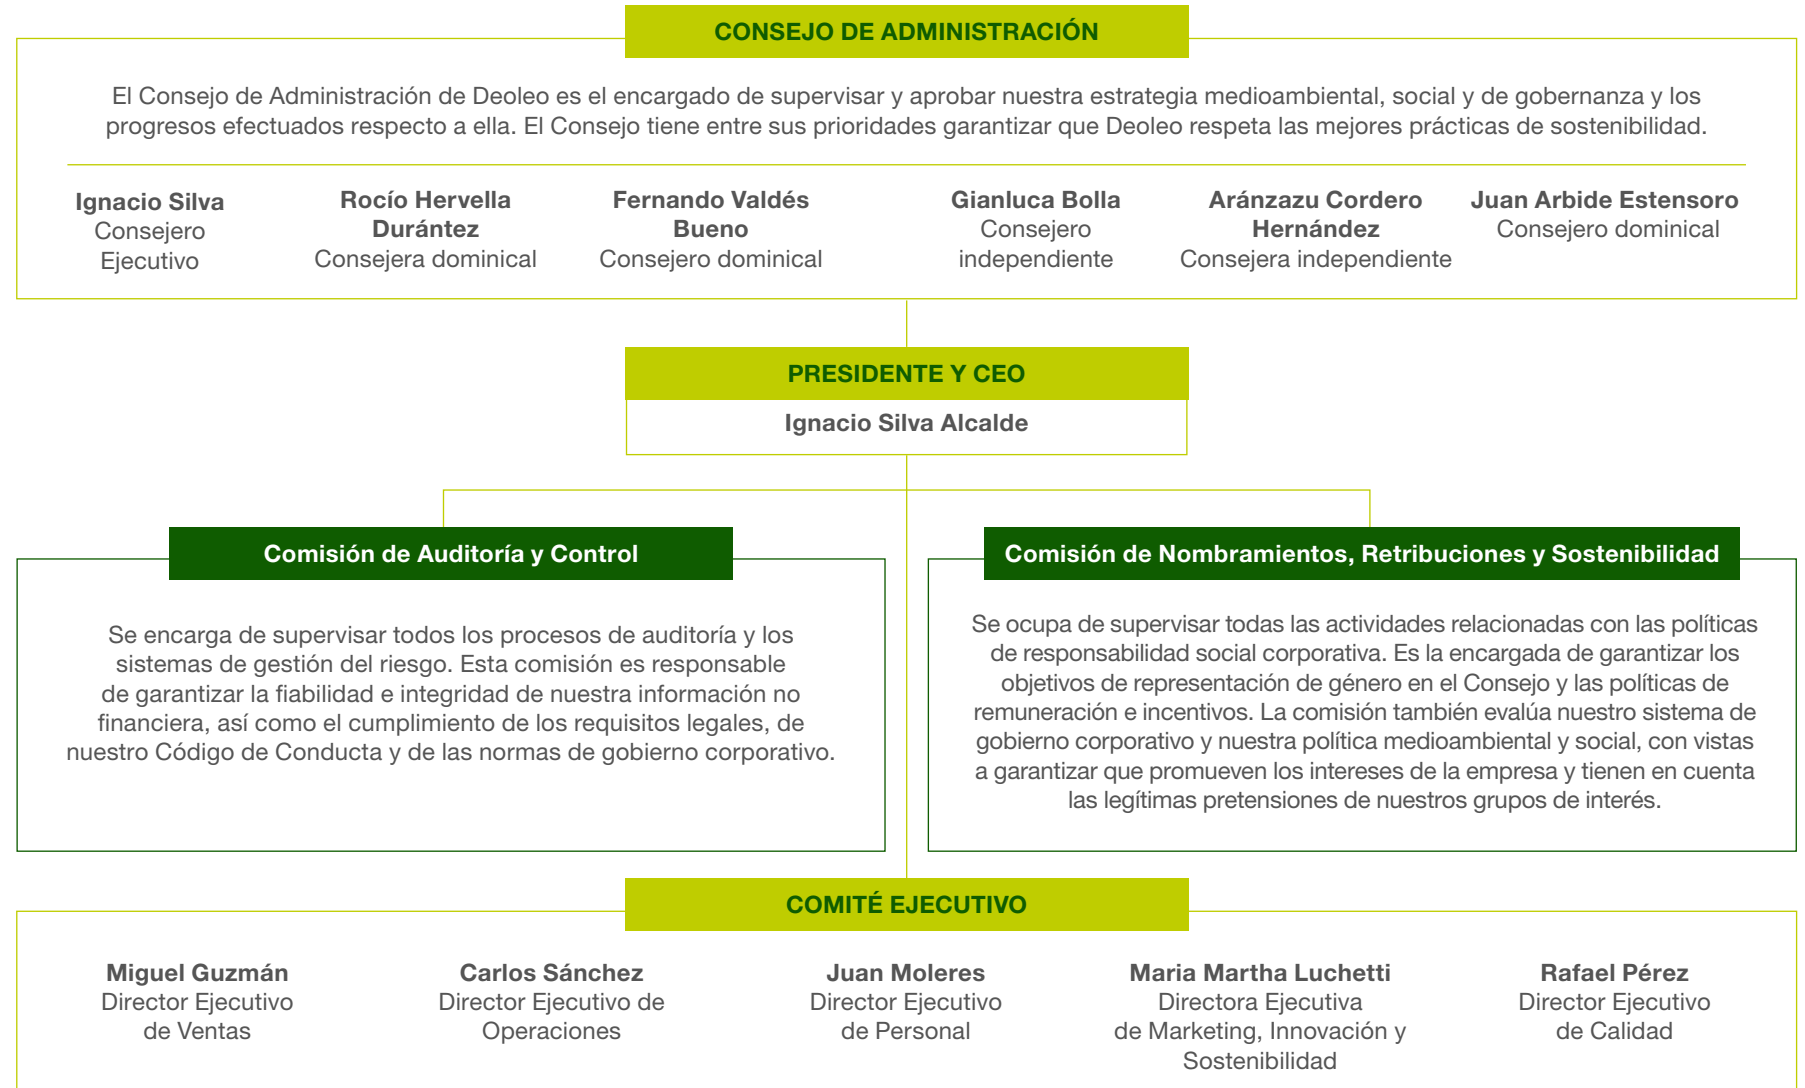 CONSEJO DE ADMINISTRACIÓN
El Consejo de Administración de Deoleo es el encargado de supervisar y aprobar nuestra estrategia medioambiental, social y de gobernanza y los
progresos efectuados respecto a ella. El Consejo tiene entre sus prioridades garantizar que Deoleo respeta las mejores prácticas de sostenibilidad.
Ignacio Silva
Consejero
Ejecutivo
Rocío Hervella
Durántez
Consejera dominical
Fernando Valdés
Bueno
Consejero dominical
Gianluca Bolla
Consejero
independiente
Aránzazu Cordero
Hernández
Consejera independiente
Juan Arbide Estensoro
Consejero dominical
PRESIDENTE Y CEO
Ignacio Silva Alcalde
Comisión de Auditoría y Control
Se encarga de supervisar todos los procesos de auditoría y los
sistemas de gestión del riesgo. Esta comisión es responsable
de garantizar la fiabilidad e integridad de nuestra información no
financiera, así como el cumplimiento de los requisitos legales, de
nuestro Código de Conducta y de las normas de gobierno corporativo.
Comisión de Nombramientos, Retribuciones y Sostenibilidad
Se ocupa de supervisar todas las actividades relacionadas con las políticas
de responsabilidad social corporativa. Es la encargada de garantizar los
objetivos de representación de género en el Consejo y las políticas de
remuneración e incentivos. La comisión también evalúa nuestro sistema de
gobierno corporativo y nuestra política medioambiental y social, con vistas
a garantizar que promueven los intereses de la empresa y tienen en cuenta
las legítimas pretensiones de nuestros grupos de interés.
COMITÉ EJECUTIVO
Miguel Guzmán
Director Ejecutivo
de Ventas
Carlos Sánchez
Director Ejecutivo de
Operaciones
Juan Moleres
Director Ejecutivo
de Personal
Maria Martha Luchetti
Directora Ejecutiva
de Marketing, Innovación y
Sostenibilidad
Rafael Pérez
Director Ejecutivo
de Calidad